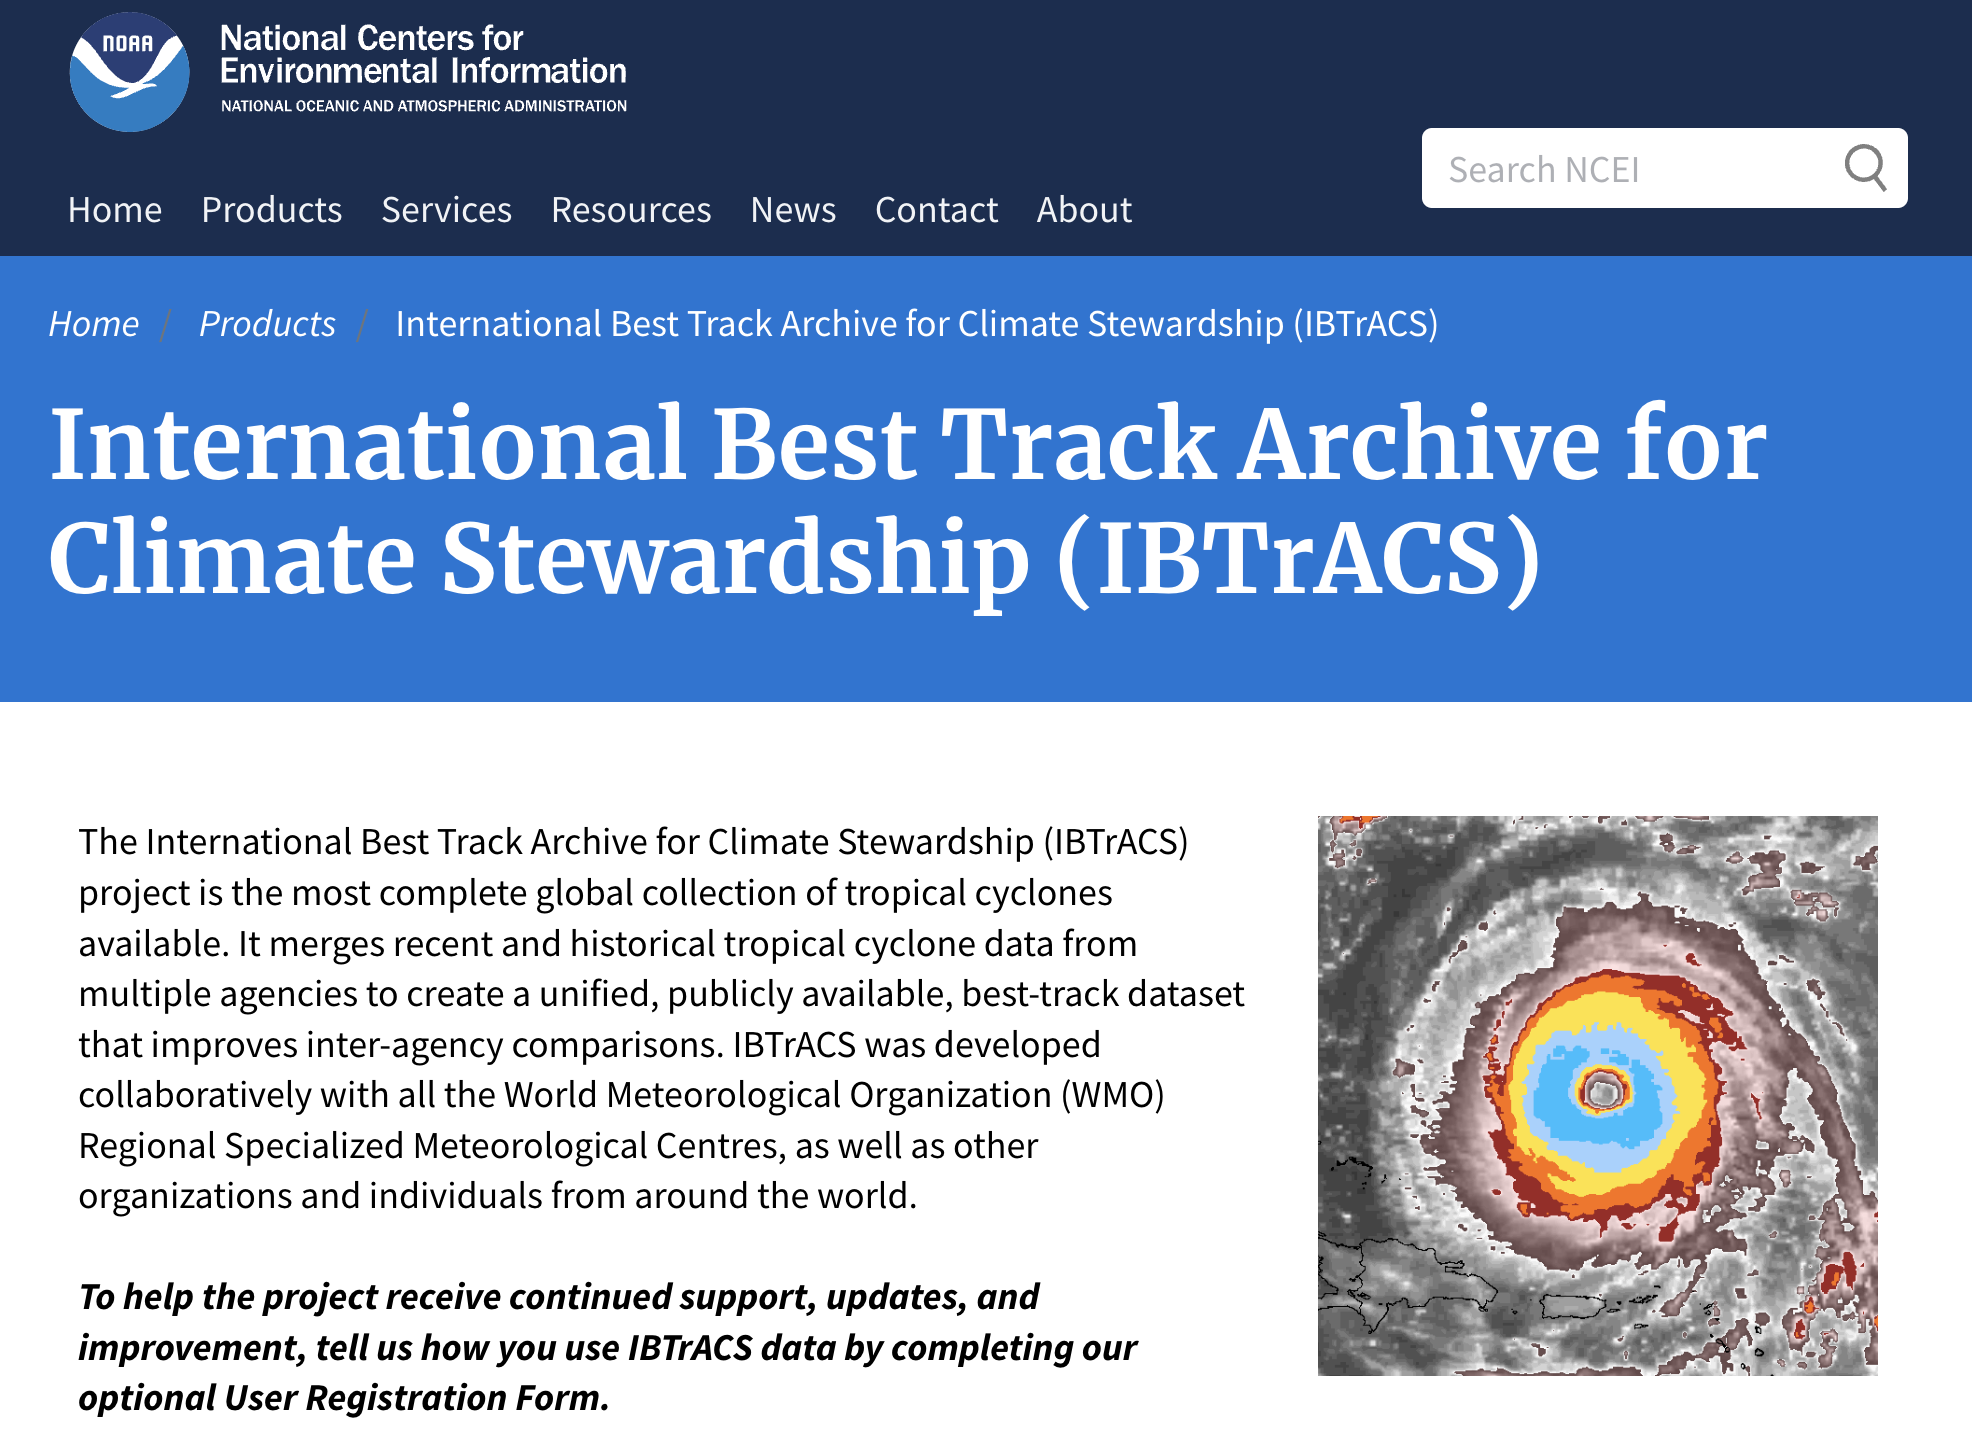 NOAA
National Centers for
Environmental Information
NATIONAL OCEANIC AND ATMOSPHERIC ADMINISTRATION
Search NCEI
Home Products Services Resources News Contact About
Home / Products / International Best Track Archive for Climate Stewardship (IBTrACS)
International Best Track Archive for
Climate Stewardship (IBTrACS)
The International Best Track Archive for Climate Stewardship (IBTrACS)
project is the most complete global collection of tropical cyclones
available. It merges recent and historical tropical cyclone data from
multiple agencies to create a unified, publicly available, best-track dataset
that improves inter-agency comparisons. IBTrACS was developed
collaboratively with all the World Meteorological Organization (WMO)
Regional Specialized Meteorological Centres, as well as other
organizations and individuals from around the world.
To help the project receive continued support, updates, and
improvement, tell us how you use IBTrACS data by completing our
optional User Registration Form.